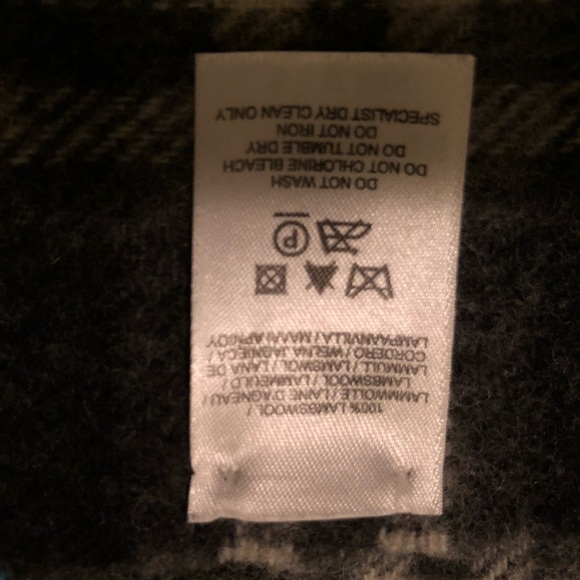 100% LAMBSWOOL /
LAMMWOLLE / LAINE D'AGNEAU /
LAMBSWOOL / LAMMEULD /
LAMMULL / LAMSWOL / LANA DE
CORDERO / WEŁNA JAGNIĘCA /
LAMPAANVILLA / ΜΑΛΛΙ ΑΡΝΙΟΥ
P
DO NOT WASH
DO NOT CHLORINE BLEACH
DO NOT TUMBLE DRY
DO NOT IRON
SPECIALIST DRY CLEAN ONLY